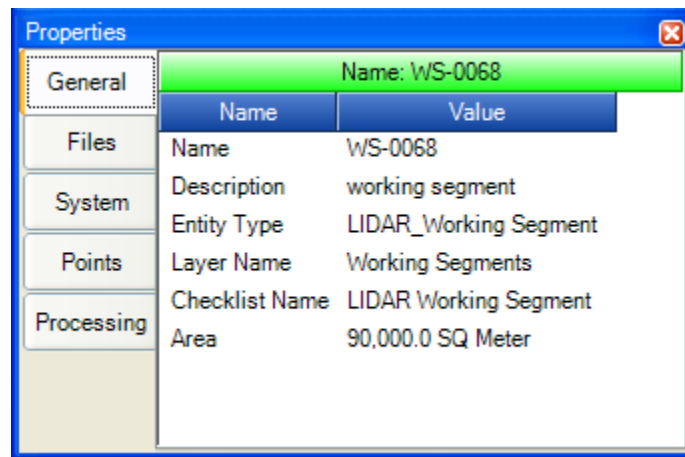 Properties
General
Files
System
Points
Processing
Name: WS-0068
Name Value
Name WS-0068
Description working segment
Entity Type LIDAR_Working Segment
Layer Name Working Segments
Checklist Name LIDAR Working Segment
Area 90,000.0 SQ Meter